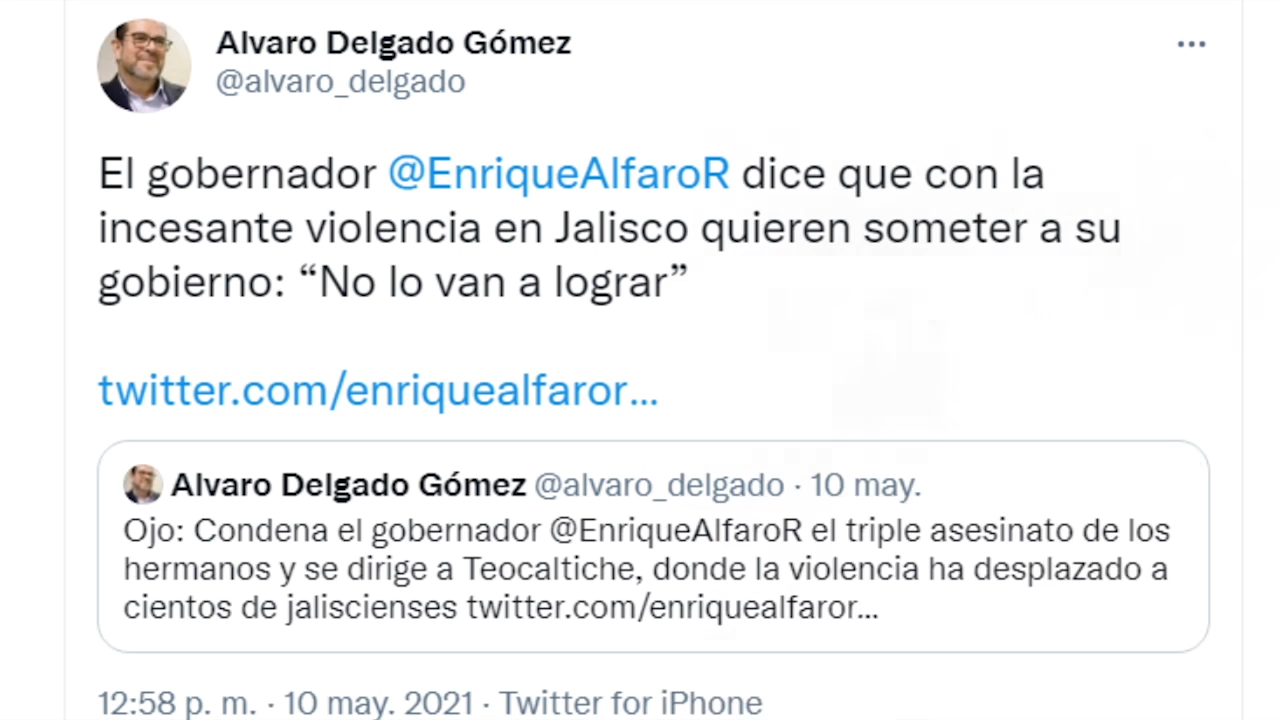 Alvaro Delgado Gómez
@alvaro_delgado
El gobernador @EnriqueAlfaroR dice que con la
incesante violencia en Jalisco quieren someter a su
gobierno: “No lo van a lograr”
twitter.com/enriquealfaror...
Alvaro Delgado Gómez @alvaro_delgado · 10 may.
Ojo: Condena el gobernador @EnriqueAlfaroR el triple asesinato de los
hermanos y se dirige a Teocaltiche, donde la violencia ha desplazado a
cientos de jaliscienses twitter.com/enriquealfaror...
12:58 p. m. · 10 may. 2021 · Twitter for iPhone